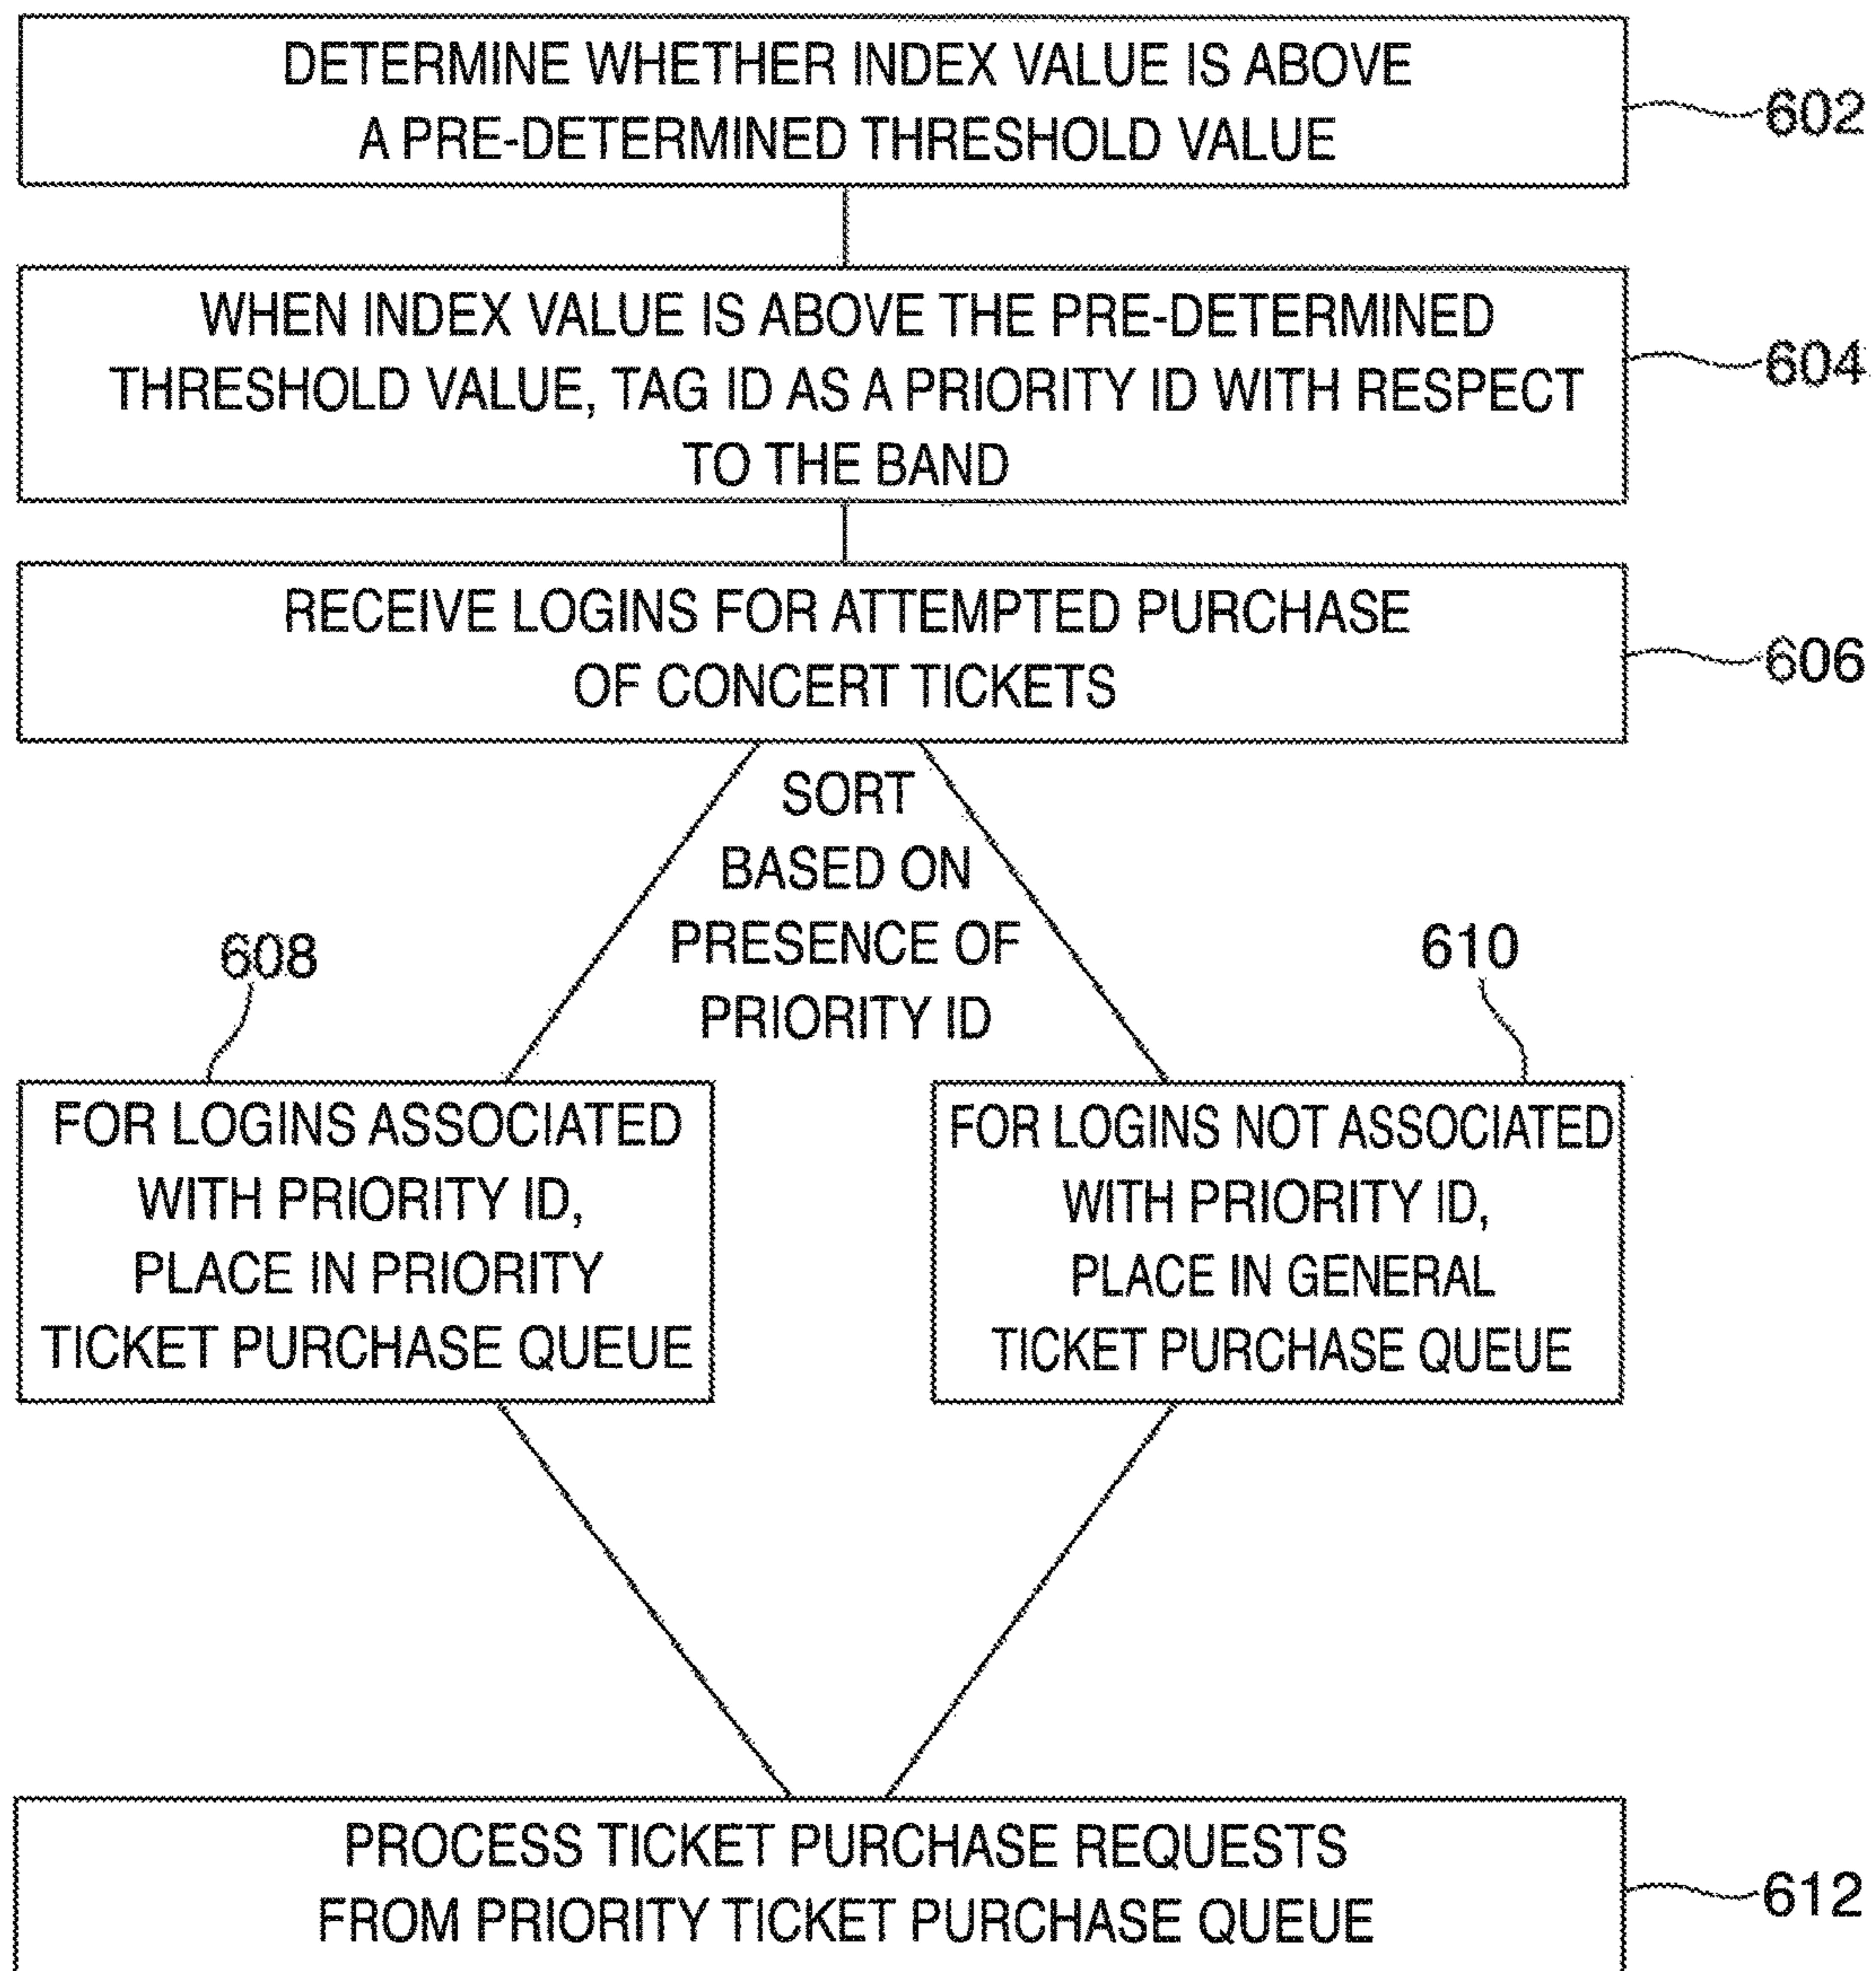 DETERMINE WHETHER INDEX VALUE IS ABOVE
A PRE-DETERMINED THRESHOLD VALUE
602
WHEN INDEX VALUE IS ABOVE THE PRE-DETERMINED
THRESHOLD VALUE, TAG ID AS A PRIORITY ID WITH RESPECT
TO THE BAND
604
RECEIVE LOGINS FOR ATTEMPTED PURCHASE
OF CONCERT TICKETS
606
SORT
BASED ON
PRESENCE OF
PRIORITY ID
608
610
FOR LOGINS ASSOCIATED
WITH PRIORITY ID,
PLACE IN PRIORITY
TICKET PURCHASE QUEUE
FOR LOGINS NOT ASSOCIATED
WITH PRIORITY ID,
PLACE IN GENERAL
TICKET PURCHASE QUEUE
PROCESS TICKET PURCHASE REQUESTS
FROM PRIORITY TICKET PURCHASE QUEUE
612